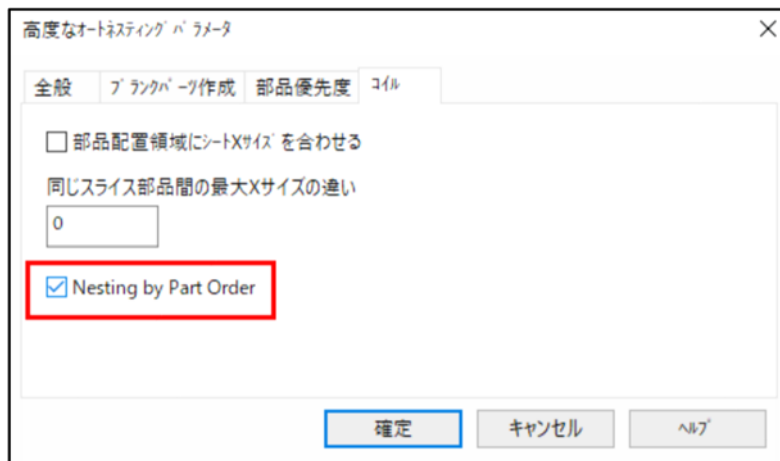 高度なｵｰﾄﾈｽﾃｨﾝｸﾞﾊﾟﾗﾒｰﾀ
全般 ﾌﾞﾗﾝｸﾊﾟｰﾂ作成 部品優先度 ｺｲﾙ
部品配置領域にｼｰﾄXｻｲｽﾞを合わせる
同じスライス部品間の最大Xサイズの違い
0
Nesting by Part Order
確定 キャンセル ﾍﾙﾌﾟ